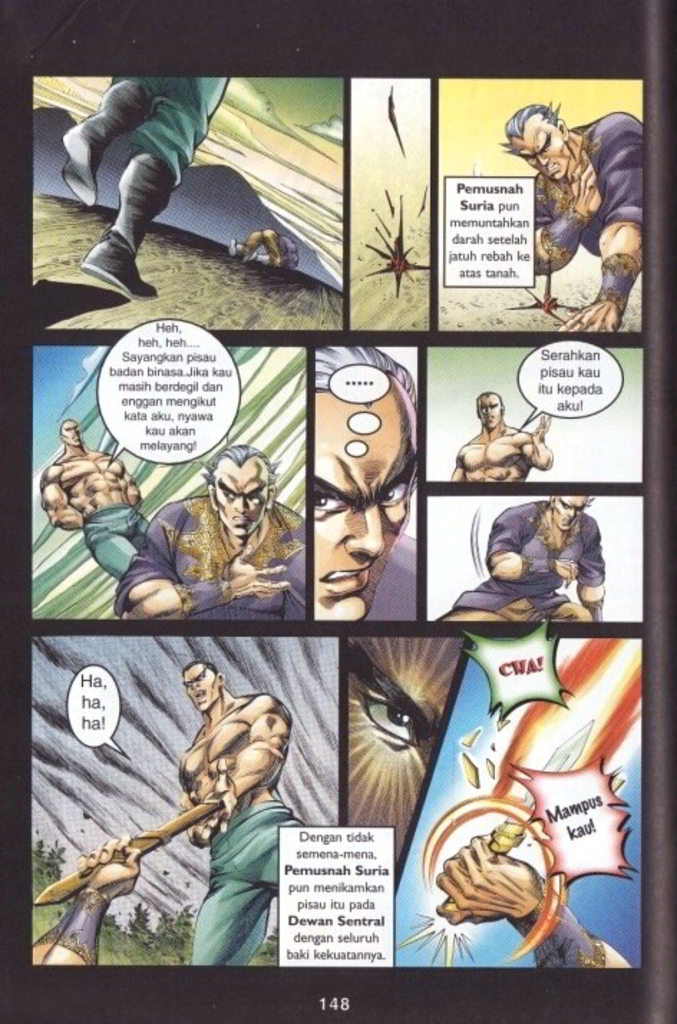 Pemusnah
Suria pun
memuntahkan
darah setelah
jatuh rebah ke
atas tanah.
Heh,
heh, heh....
Sayangkan pisau
badan binasa.Jika kau
masih berdegil dan
enggan mengikut
kata aku, nyawa
kau akan
melayang!
.....
Serahkan
pisau kau
itu kepada
aku!
Ha,
ha,
ha!
CHA!
Mampus
kau!
Dengan tidak
semena-mena,
Pemusnah Suria
pun menikamkan
pisau itu pada
Dewan Sentral
dengan seluruh
baki kekuatannya.
148